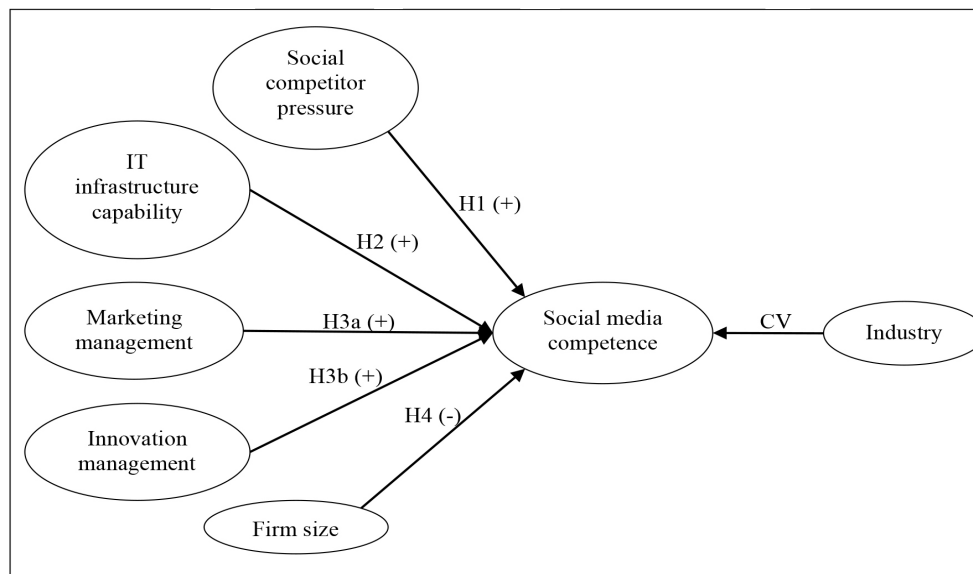 Social
competitor
pressure
IT
infrastructure
capability
H1 (+)
H2 (+)
Marketing
management
H3a (+)
Social media
competence
CV
Industry
H3b (+)
H4 (-)
Innovation
management
Firm size